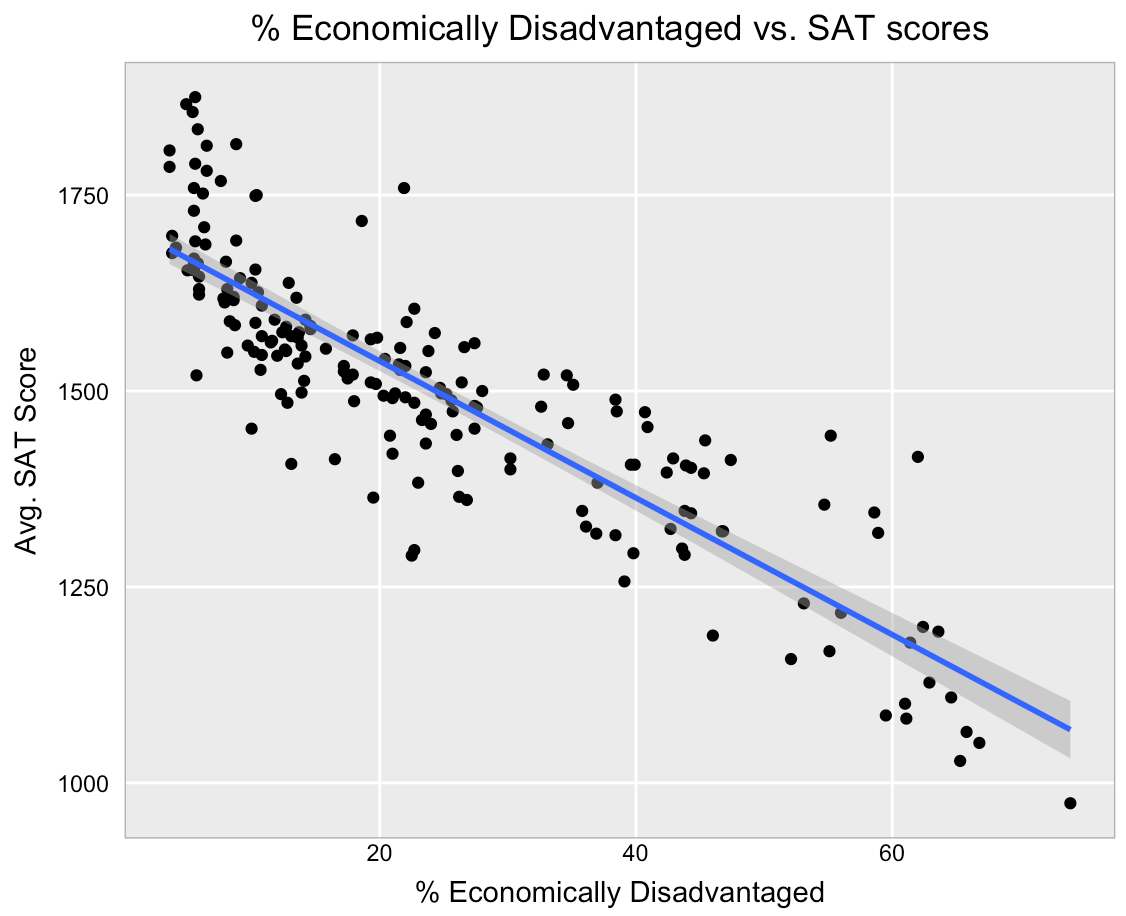 % Economically Disadvantaged vs. SAT scores
Avg. SAT Score
1750
1500
1250
1000
20 40 60
% Economically Disadvantaged